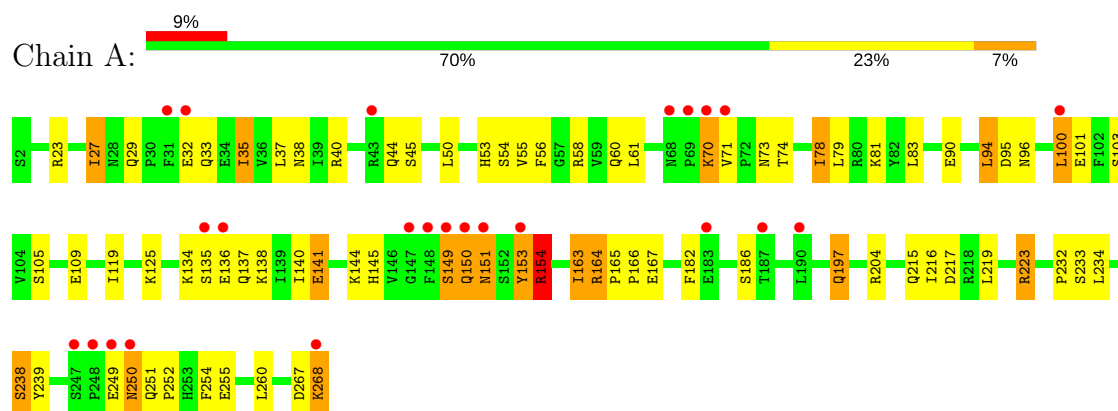 9%
Chain A:
70% 23% 7%
S2 R23 I27 N28 Q29 P30 F31 E32 Q33 E34 I35 V36 L37 N38 I39 R40 R43 Q44 S45 L50 H53 S54 V55 F56 G57 R58 V59 Q60 L61 N68 P69 K70 V71 P72 N73 T74 I78 L79 R80 K81 Y82 L83 E90 L94 D95 N96 L100 E101 F102 S103
V104 S105 E109 I119 K125 K134 S135 E136 Q137 K138 I139 I140 E141 K144 H145 V146 G147 F148 S149 Q150 N151 S152 Y153 R154 I163 R164 P165 P166 E167 F182 E183 S186 T187 L190 Q197 R204 Q215 I216 D217 R218 L219 R223 P232 S233 L234
S238 Y239 S247 P248 E249 N250 Q251 P252 H253 F254 E255 L260 D267 K268